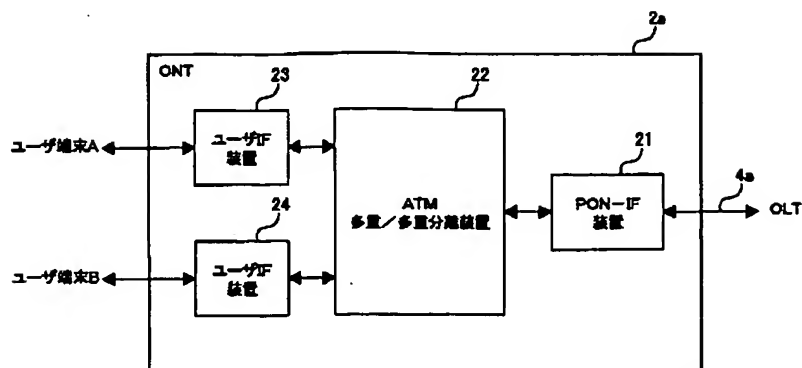 2a
ONT
23
22
ユーザ端末A
ユーザIF
装置
21
4a
ATM
多重／多重分離装置
PON-IF
装置
OLT
24
ユーザ端末B
ユーザIF
装置